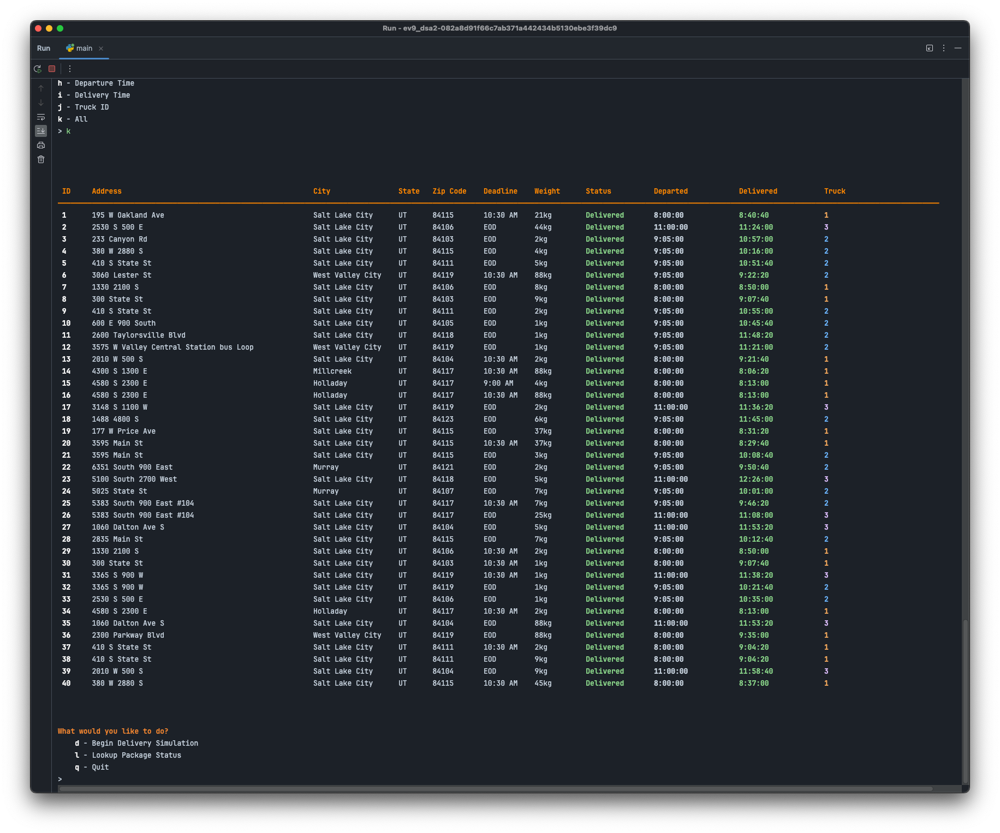 Run - ev9_dsa2-082a8d91f66c7ab371a442434b5130ebe3f39dc9
Run main
h - Departure Time
i - Delivery Time
j - Truck ID
k - All
> k
ID Address City State Zip Code Deadline Weight Status Departed Delivered Truck
1 195 W Oakland Ave Salt Lake City UT 84115 10:30 AM 21kg Delivered 8:00:00 8:40:40 1
2 2530 S 500 E Salt Lake City UT 84106 EOD 44kg Delivered 11:00:00 11:24:00 3
3 233 Canyon Rd Salt Lake City UT 84103 EOD 2kg Delivered 9:05:00 10:57:00 2
4 380 W 2880 S Salt Lake City UT 84115 EOD 4kg Delivered 9:05:00 10:16:00 2
5 410 S State St Salt Lake City UT 84111 EOD 5kg Delivered 9:05:00 10:51:40 2
6 3060 Lester St West Valley City UT 84119 10:30 AM 88kg Delivered 9:05:00 9:22:20 2
7 1330 2100 S Salt Lake City UT 84106 EOD 8kg Delivered 8:00:00 8:50:00 1
8 300 State St Salt Lake City UT 84103 EOD 9kg Delivered 8:00:00 9:07:40 1
9 410 S State St Salt Lake City UT 84111 EOD 2kg Delivered 9:05:00 10:55:00 2
10 600 E 900 South Salt Lake City UT 84105 EOD 1kg Delivered 9:05:00 10:45:40 2
11 2600 Taylorsville Blvd Salt Lake City UT 84118 EOD 1kg Delivered 9:05:00 11:48:20 2
12 3575 W Valley Central Station bus Loop West Valley City UT 84119 EOD 1kg Delivered 9:05:00 11:21:00 2
13 2010 W 500 S Salt Lake City UT 84104 10:30 AM 2kg Delivered 8:00:00 9:21:40 1
14 4300 S 1300 E Millcreek UT 84117 10:30 AM 88kg Delivered 8:00:00 8:06:20 1
15 4580 S 2300 E Holladay UT 84117 9:00 AM 4kg Delivered 8:00:00 8:13:00 1
16 4580 S 2300 E Holladay UT 84117 10:30 AM 88kg Delivered 8:00:00 8:13:00 1
17 3148 S 1100 W Salt Lake City UT 84119 EOD 2kg Delivered 11:00:00 11:36:20 3
18 1488 4800 S Salt Lake City UT 84123 EOD 6kg Delivered 9:05:00 11:45:00 2
19 177 W Price Ave Salt Lake City UT 84115 EOD 37kg Delivered 8:00:00 8:31:20 1
20 3595 Main St Salt Lake City UT 84115 10:30 AM 37kg Delivered 8:00:00 8:29:40 1
21 3595 Main St Salt Lake City UT 84115 EOD 3kg Delivered 9:05:00 10:08:40 2
22 6351 South 900 East Murray UT 84121 EOD 2kg Delivered 9:05:00 9:50:40 2
23 5100 South 2700 West Salt Lake City UT 84118 EOD 5kg Delivered 11:00:00 12:26:00 3
24 5025 State St Murray UT 84107 EOD 7kg Delivered 9:05:00 10:01:00 2
25 5383 South 900 East #104 Salt Lake City UT 84117 10:30 AM 7kg Delivered 9:05:00 9:46:20 2
26 5383 South 900 East #104 Salt Lake City UT 84117 EOD 25kg Delivered 11:00:00 11:08:00 3
27 1060 Dalton Ave S Salt Lake City UT 84104 EOD 5kg Delivered 11:00:00 11:53:20 3
28 2835 Main St Salt Lake City UT 84115 EOD 7kg Delivered 9:05:00 10:12:40 2
29 1330 2100 S Salt Lake City UT 84106 10:30 AM 2kg Delivered 8:00:00 8:50:00 1
30 300 State St Salt Lake City UT 84103 10:30 AM 1kg Delivered 8:00:00 9:07:40 1
31 3365 S 900 W Salt Lake City UT 84119 10:30 AM 1kg Delivered 11:00:00 11:38:20 3
32 3365 S 900 W Salt Lake City UT 84119 EOD 1kg Delivered 9:05:00 10:21:40 2
33 2530 S 500 E Salt Lake City UT 84106 EOD 1kg Delivered 9:05:00 10:35:00 2
34 4580 S 2300 E Holladay UT 84117 10:30 AM 2kg Delivered 8:00:00 8:13:00 1
35 1060 Dalton Ave S Salt Lake City UT 84104 EOD 88kg Delivered 11:00:00 11:53:20 3
36 2300 Parkway Blvd West Valley City UT 84119 EOD 88kg Delivered 8:00:00 9:35:00 1
37 410 S State St Salt Lake City UT 84111 10:30 AM 2kg Delivered 8:00:00 9:04:20 1
38 410 S State St Salt Lake City UT 84111 EOD 9kg Delivered 8:00:00 9:04:20 1
39 2010 W 500 S Salt Lake City UT 84104 EOD 9kg Delivered 11:00:00 11:58:40 3
40 380 W 2880 S Salt Lake City UT 84115 10:30 AM 45kg Delivered 8:00:00 8:37:00 1
What would you like to do?
d - Begin Delivery Simulation
l - Lookup Package Status
q - Quit
>